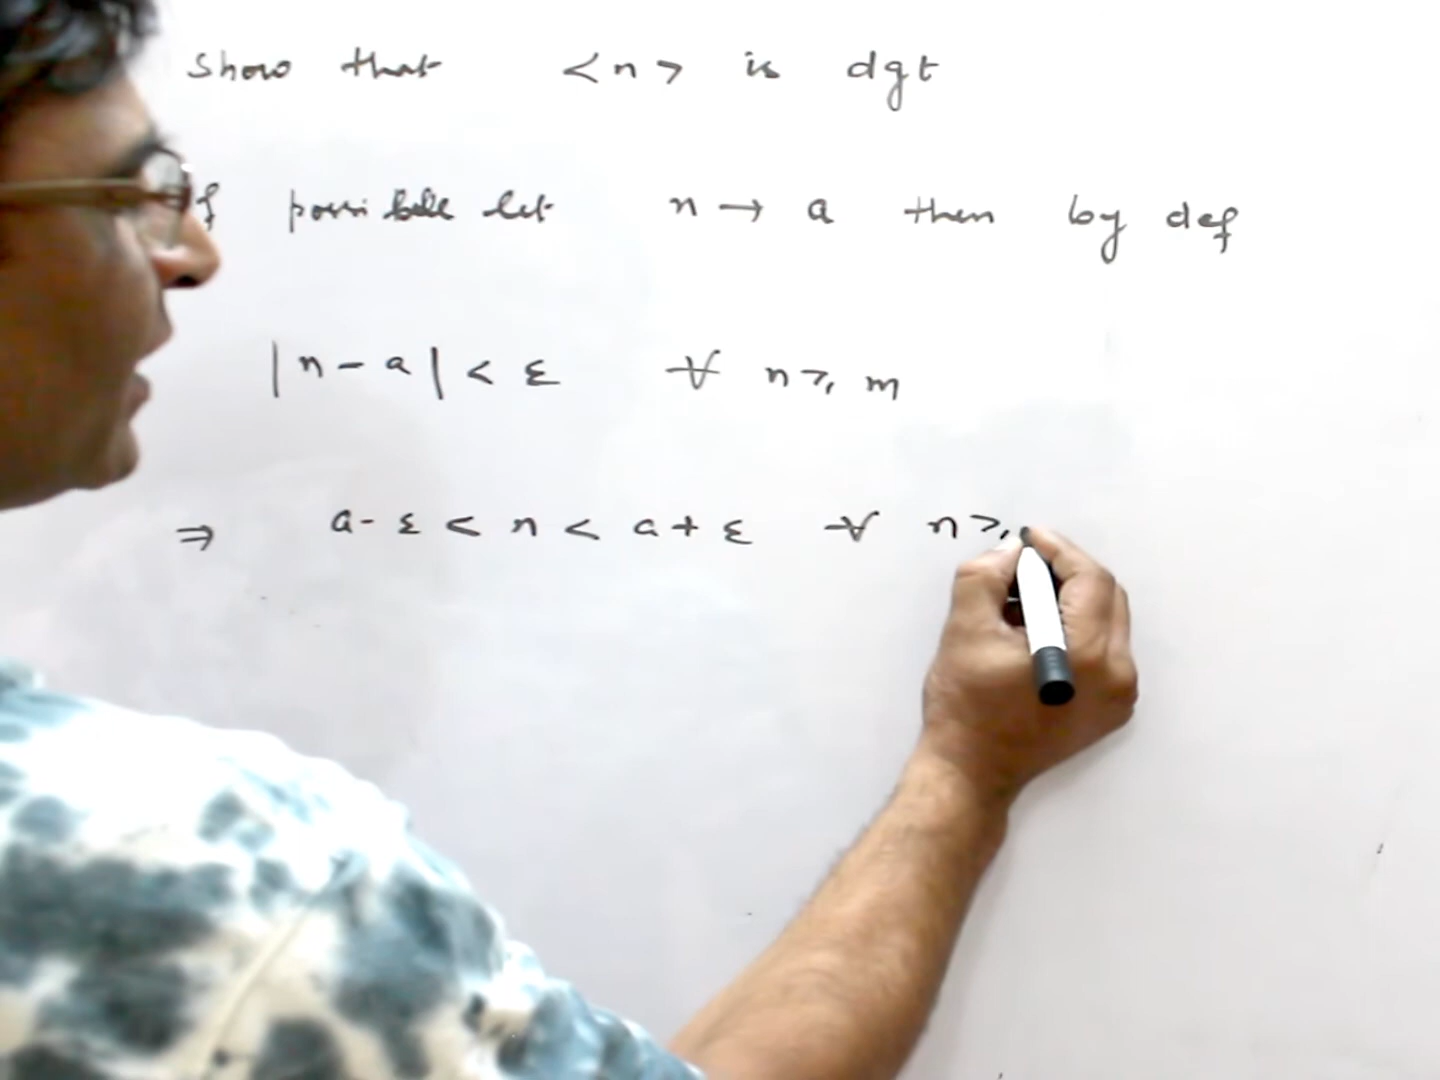 Show that <n> is dgt
If possible let n → a then by def
|n - a| < ε ∀ n ≥ m
⇒ a - ε < n < a + ε ∀ n ≥